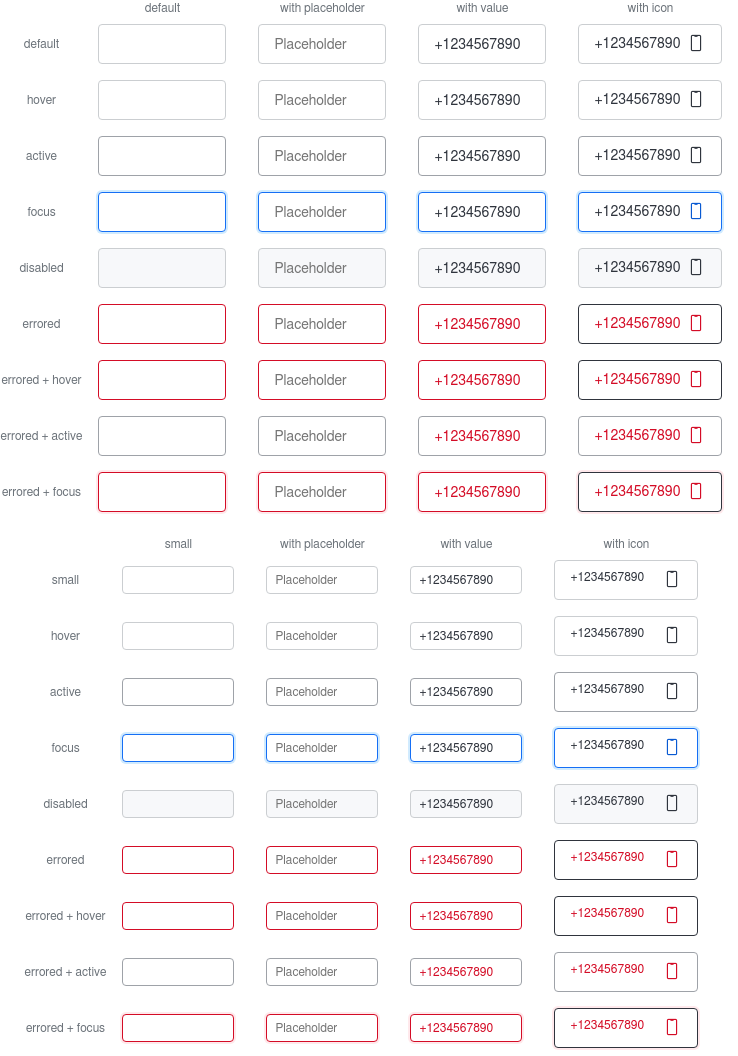 default with placeholder with value with icon
default Placeholder +1234567890 +1234567890
hover Placeholder +1234567890 +1234567890
active Placeholder +1234567890 +1234567890
focus Placeholder +1234567890 +1234567890
disabled Placeholder +1234567890 +1234567890
errored Placeholder +1234567890 +1234567890
errored + hover Placeholder +1234567890 +1234567890
errored + active Placeholder +1234567890 +1234567890
errored + focus Placeholder +1234567890 +1234567890
small with placeholder with value with icon
small Placeholder +1234567890 +1234567890
hover Placeholder +1234567890 +1234567890
active Placeholder +1234567890 +1234567890
focus Placeholder +1234567890 +1234567890
disabled Placeholder +1234567890 +1234567890
errored Placeholder +1234567890 +1234567890
errored + hover Placeholder +1234567890 +1234567890
errored + active Placeholder +1234567890 +1234567890
errored + focus Placeholder +1234567890 +1234567890